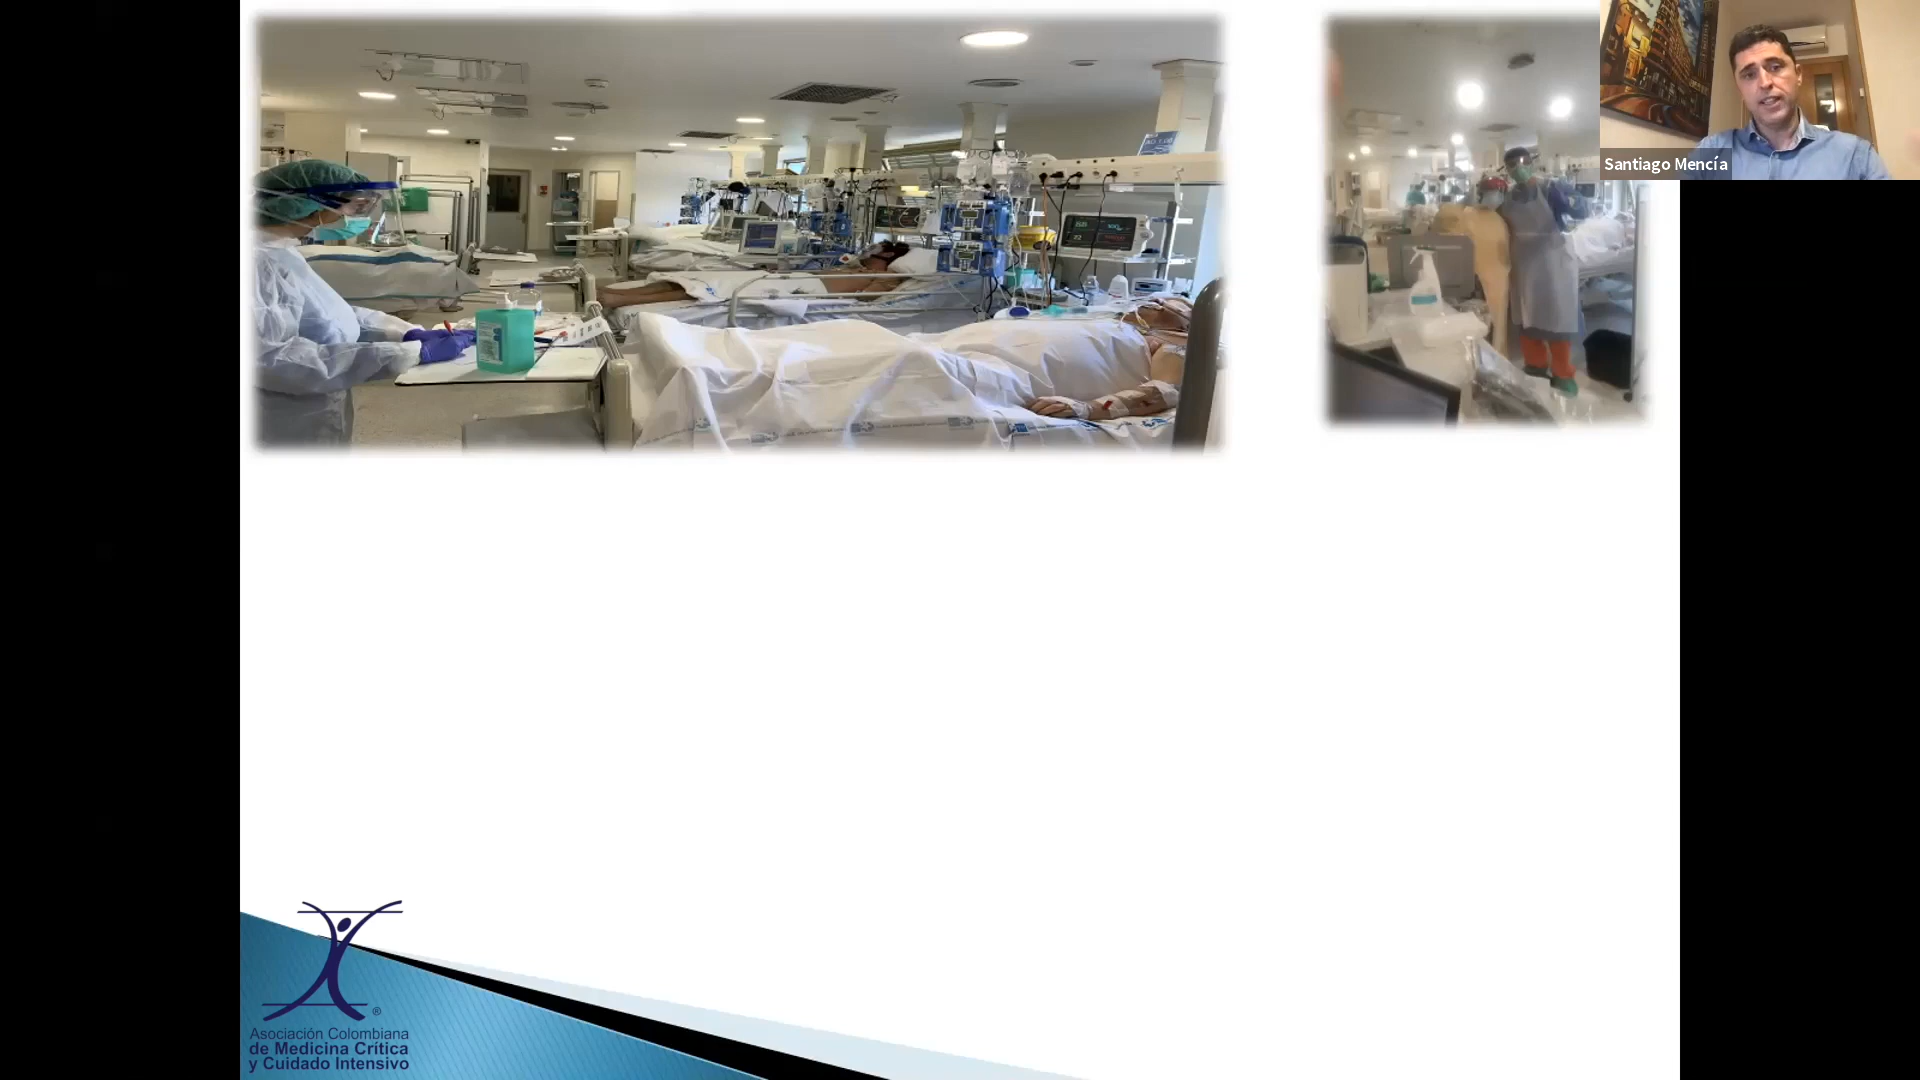 Santiago Mencía
Asociación Colombiana
de Medicina Crítica
y Cuidado Intensivo
®